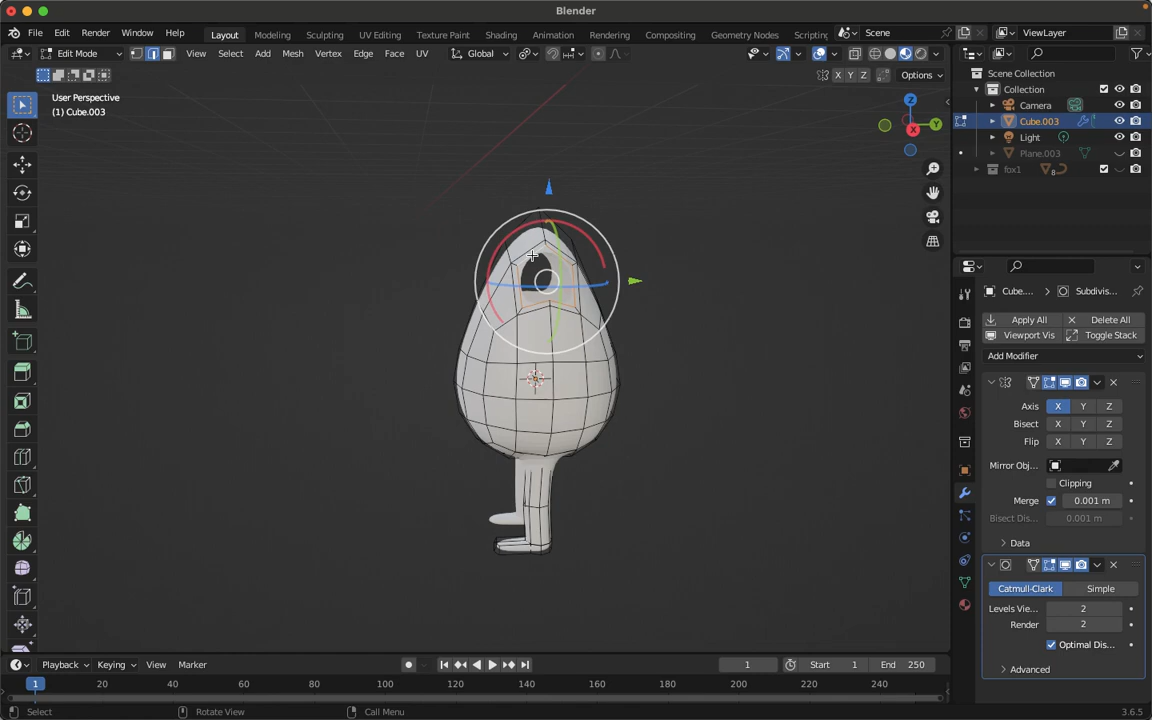 Blender
File Edit Render Window Help Layout Modeling Sculpting UV Editing Texture Paint Shading Animation Rendering Compositing Geometry Nodes Scripting Scene ViewLayer
Edit Mode View Select Add Mesh Vertex Edge Face UV Global
X Y Z Options
User Perspective
(1) Cube.003
Z
Y
X
Scene Collection
Collection
Camera
Cube.003
Light
Plane.003
fox1 8
Cube.... Subdivis...
Apply All Delete All
Viewport Vis Toggle Stack
Add Modifier
Axis X Y Z
Bisect X Y Z
Flip X Y Z
Mirror Obj...
Clipping
Merge 0.001 m
Bisect Dis... 0.001 m
Data
Catmull-Clark Simple
Levels Vie... 2
Render 2
Optimal Dis...
Advanced
Playback Keying View Marker 1 Start 1 End 250
1 20 40 60 80 100 120 140 160 180 200 220 240
Select Rotate View Call Menu 3.6.5